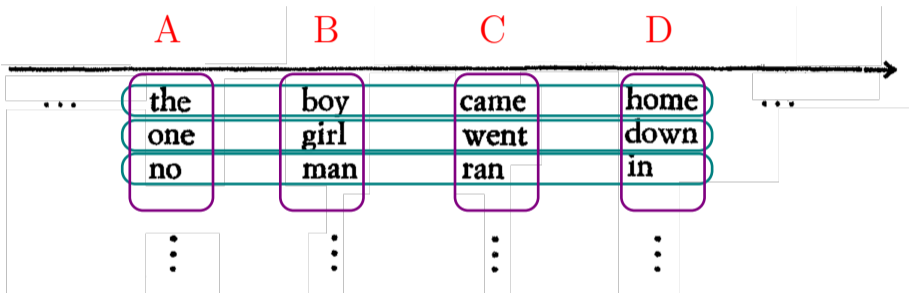 A B C D
... the boy came home ...
one girl went down
no man ran in